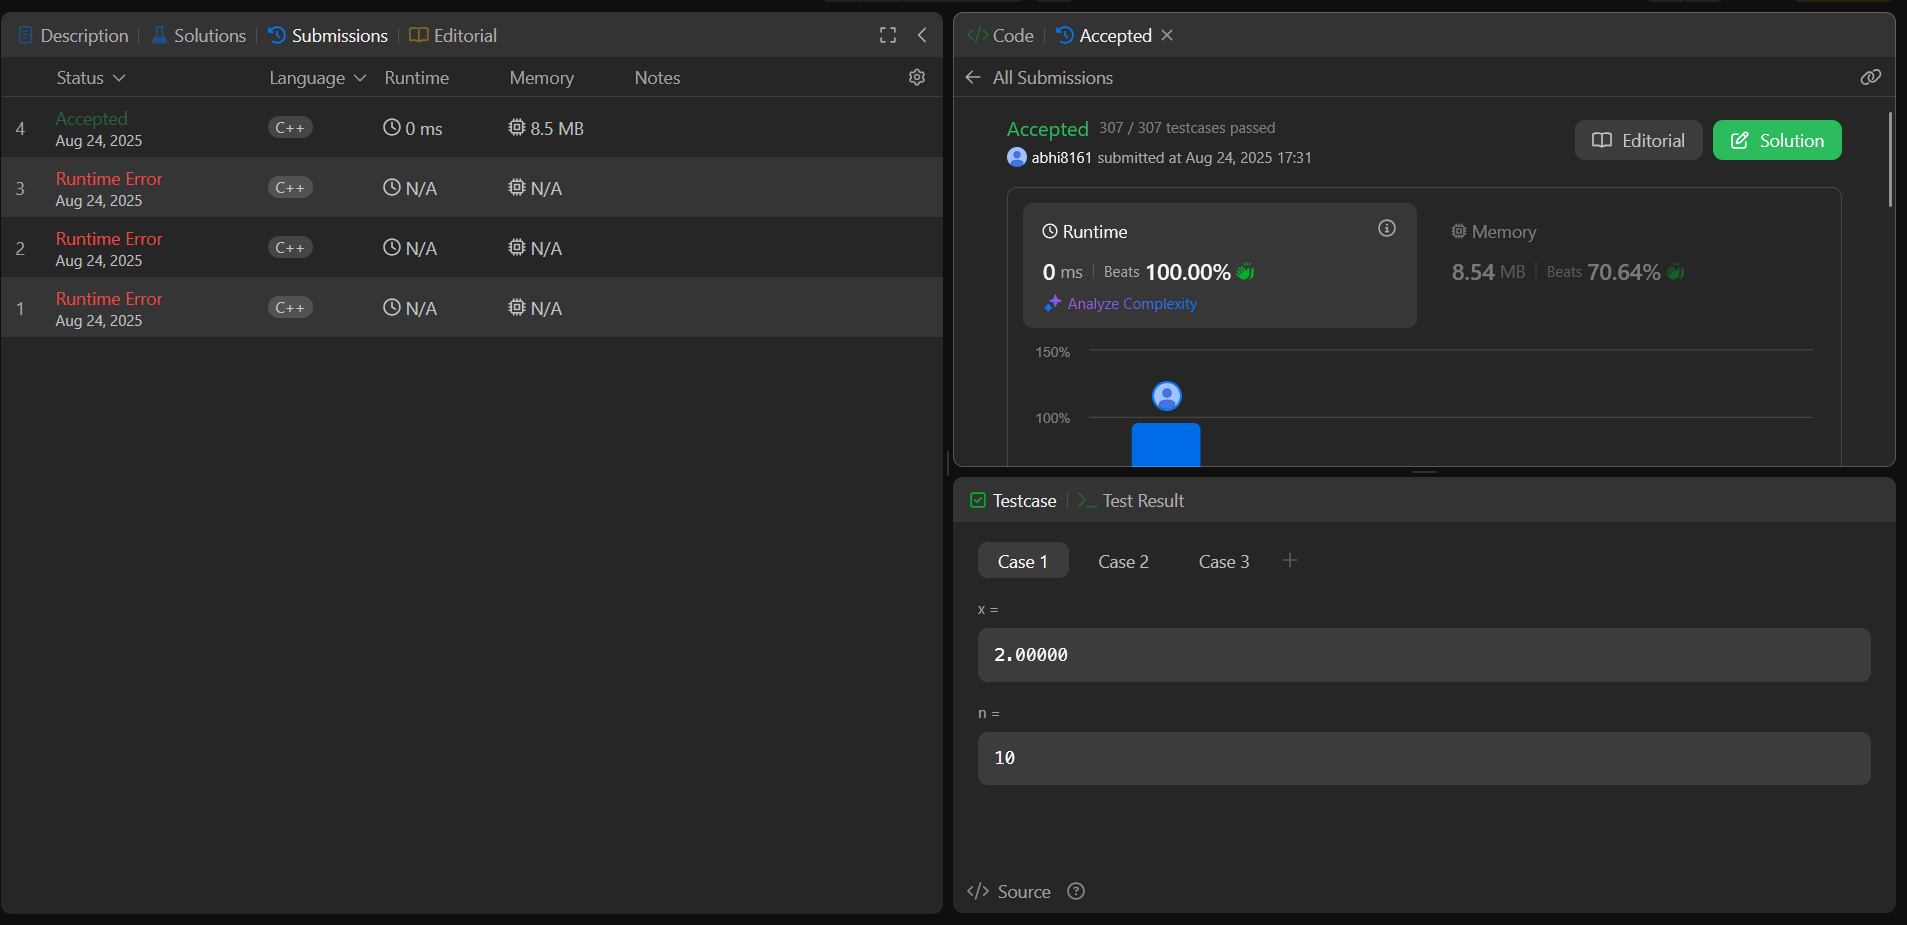 Description Solutions Submissions Editorial
Status Language Runtime Memory Notes
4 Accepted C++ 0 ms 8.5 MB
Aug 24, 2025
3 Runtime Error C++ N/A N/A
Aug 24, 2025
2 Runtime Error C++ N/A N/A
Aug 24, 2025
1 Runtime Error C++ N/A N/A
Aug 24, 2025
</> Code Accepted
All Submissions
Accepted 307 / 307 testcases passed
abhi8161 submitted at Aug 24, 2025 17:31
Editorial Solution
Runtime
0 ms Beats 100.00%
Analyze Complexity
Memory
8.54 MB Beats 70.64%
150%
100%
Testcase >_ Test Result
Case 1 Case 2 Case 3 +
x =
2.00000
n =
10
</> Source ?